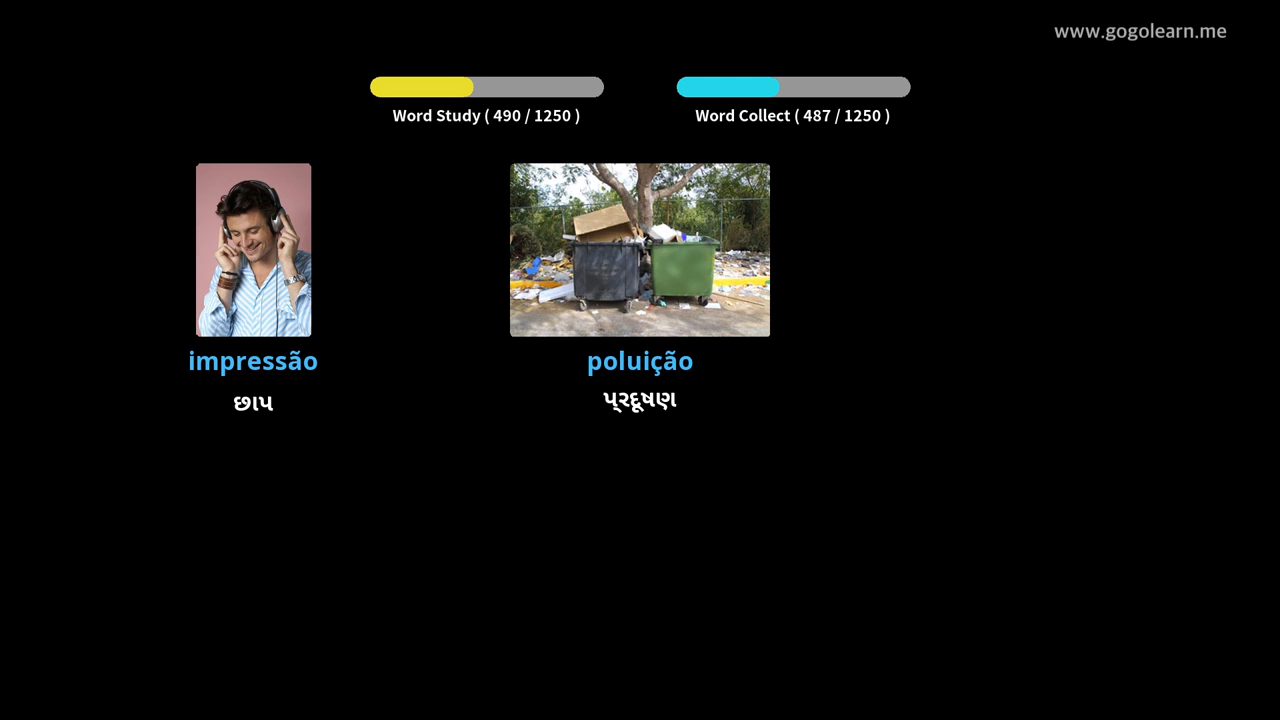 www.gogolearn.me
Word Study ( 490 / 1250 )
Word Collect ( 487 / 1250 )
impressão
poluição
છાપ
પ્રદૂષણ